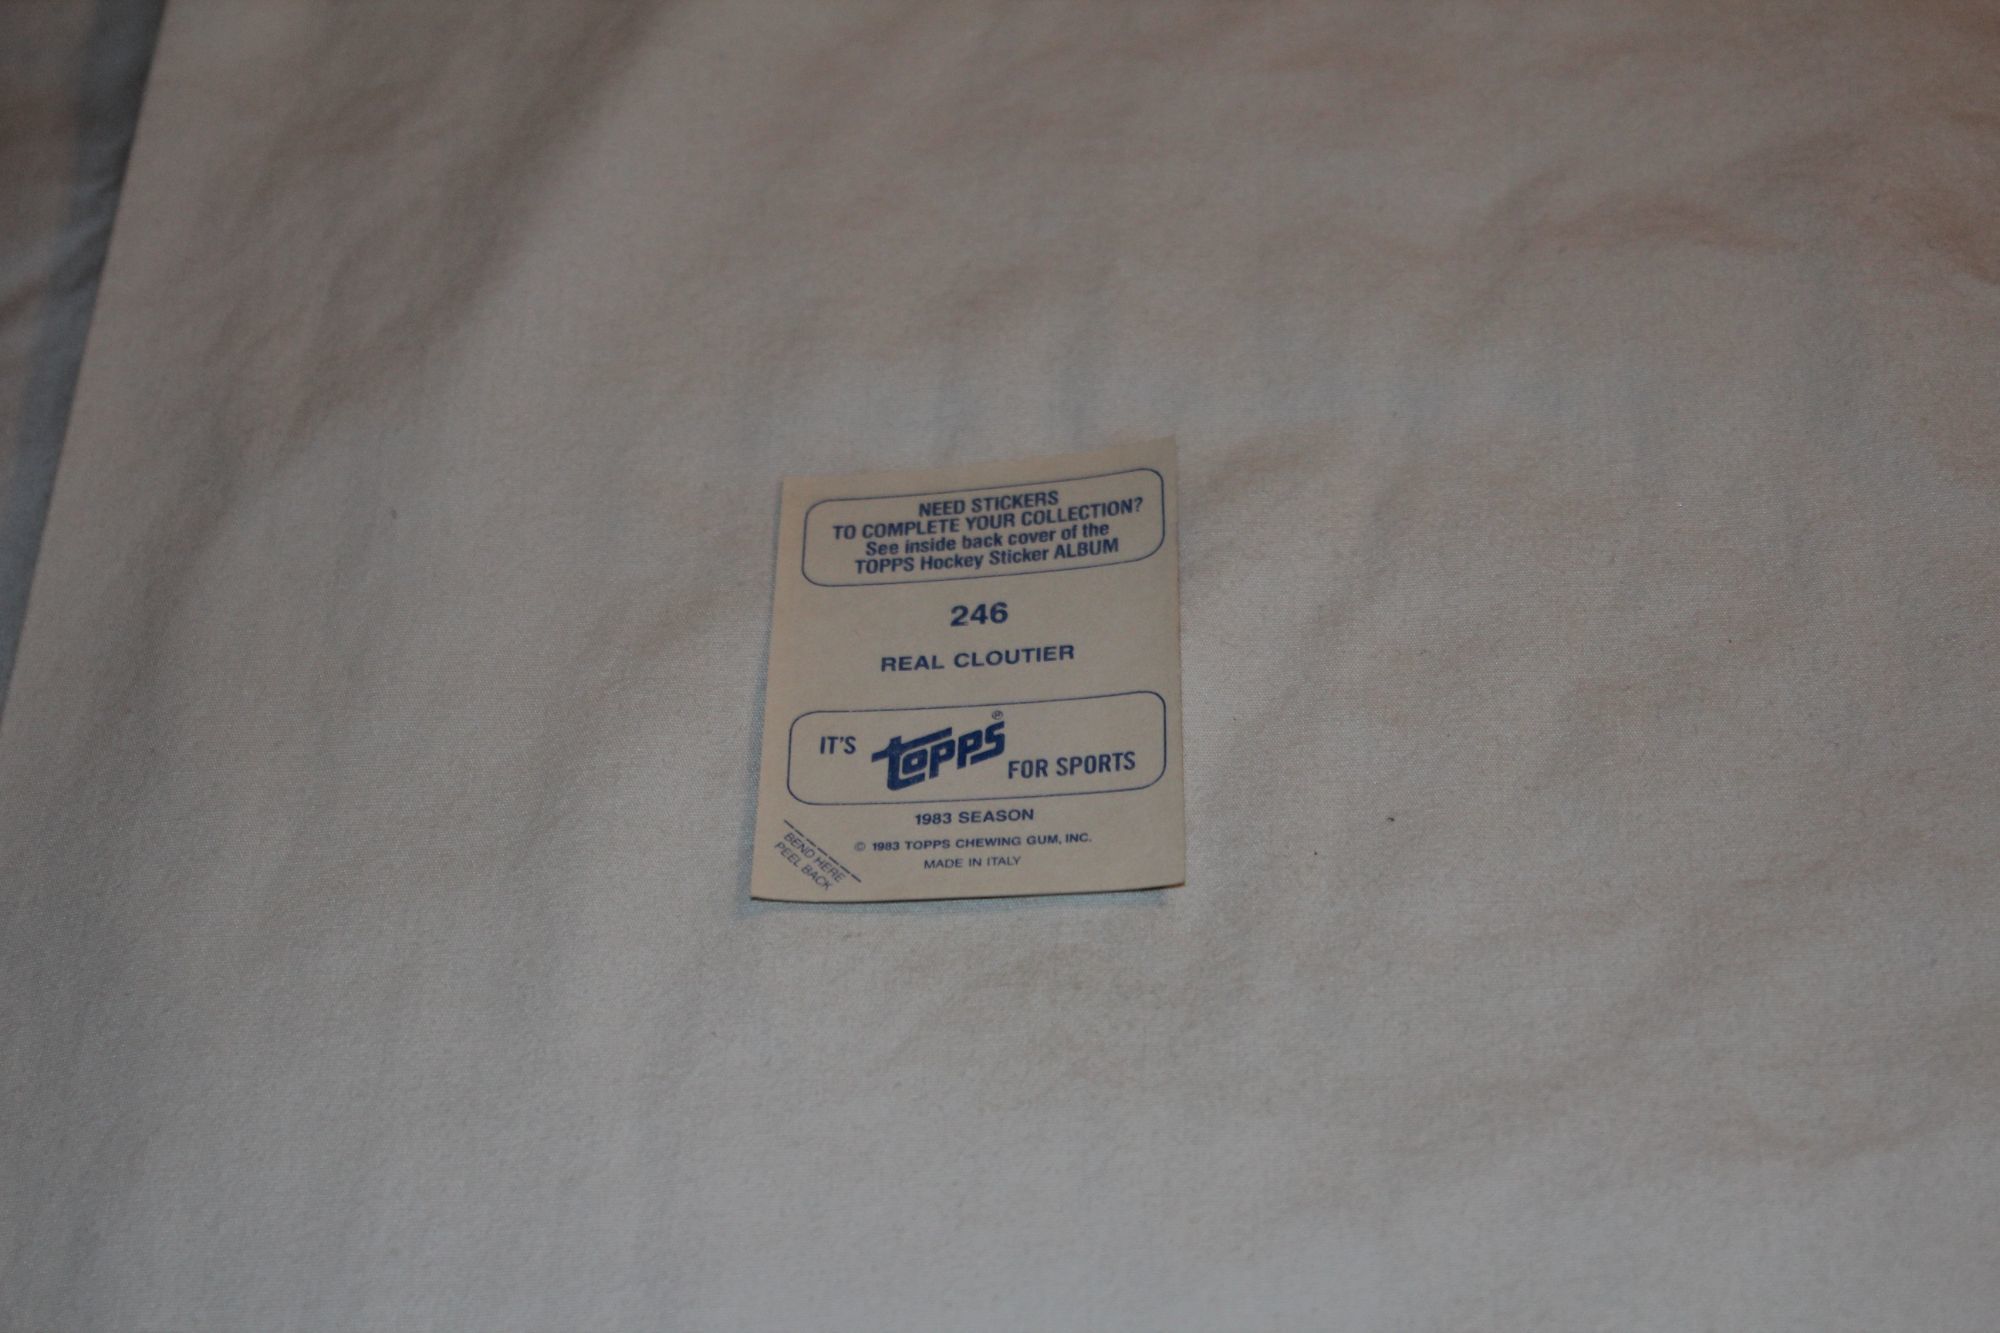 NEED STICKERS
TO COMPLETE YOUR COLLECTION?
See inside back cover of the
TOPPS Hockey Sticker ALBUM
246
REAL CLOUTIER
IT'S topps® FOR SPORTS
1983 SEASON
© 1983 TOPPS CHEWING GUM, INC.
MADE IN ITALY
BEND HERE
PEEL BACK